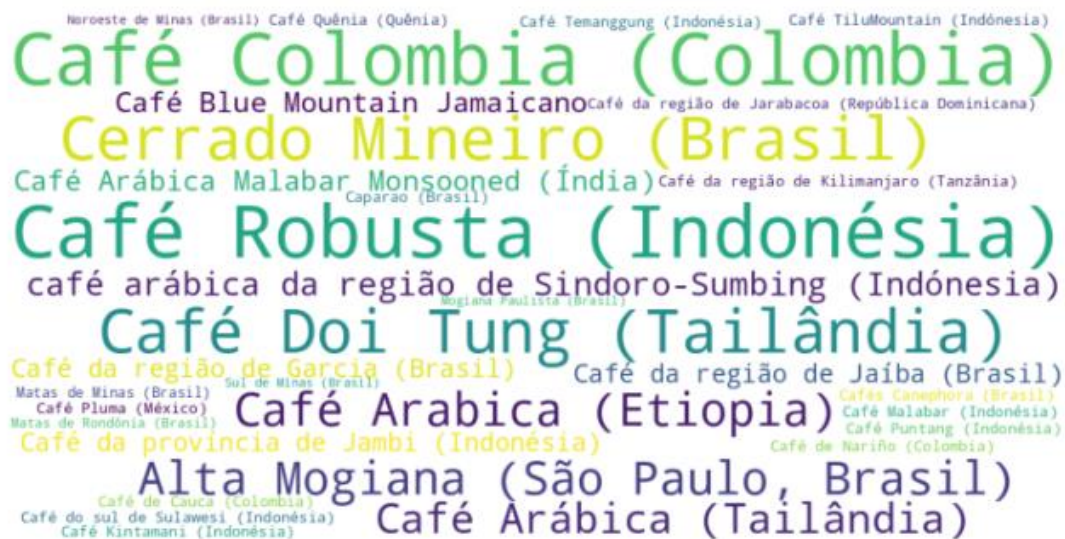 Noroeste de Minas (Brasil) Café Quênia (Quênia) Café Temanggung (Indonésia) Café TiluMountain (Indónesia)
Café Colombia (Colombia)
Café Blue Mountain Jamaicano Café da região de Jarabacoa (República Dominicana)
Cerrado Mineiro (Brasil)
Café Arábica Malabar Monsooned (Índia) Café da região de Kilimanjaro (Tanzânia)
Caparao (Brasil)
Café Robusta (Indonésia)
café arábica da região de Sindoro-Sumbing (Indónesia)
Mogiana Paulista (Brasil)
Café Doi Tung (Tailândia)
Café da região de Garcia (Brasil) Café da região de Jaíba (Brasil)
Sul de Minas (Brasil)
Matas de Minas (Brasil) Cafés Canephora (Brasil)
Café Pluma (México) Café Arabica (Etiopia) Café Malabar (Indonésia)
Matas de Rondônia (Brasil) Café Puntang (Indonésia)
Café da província de Jambi (Indonésia) Café de Nariño (Colombia)
Alta Mogiana (São Paulo, Brasil)
Café de Cauca (Colombia)
Café do sul de Sulawesi (Indonésia) Café Arábica (Tailândia)
Café Kintamani (Indonésia)